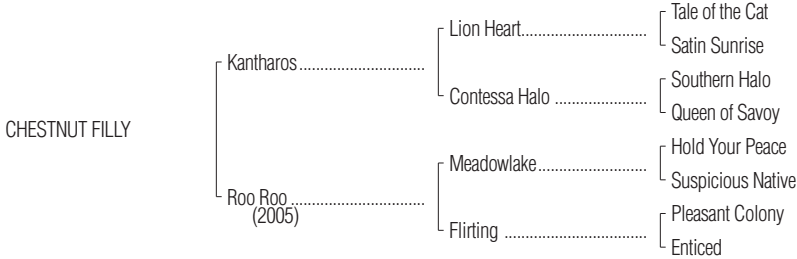 Tale of the Cat
Lion Heart..............................
Satin Sunrise
Kantharos..............................
Southern Halo
Contessa Halo ......................
Queen of Savoy
CHESTNUT FILLY
Hold Your Peace
Meadowlake..........................
Suspicious Native
Roo Roo ................................
(2005)
Pleasant Colony
Flirting ..................................
Enticed